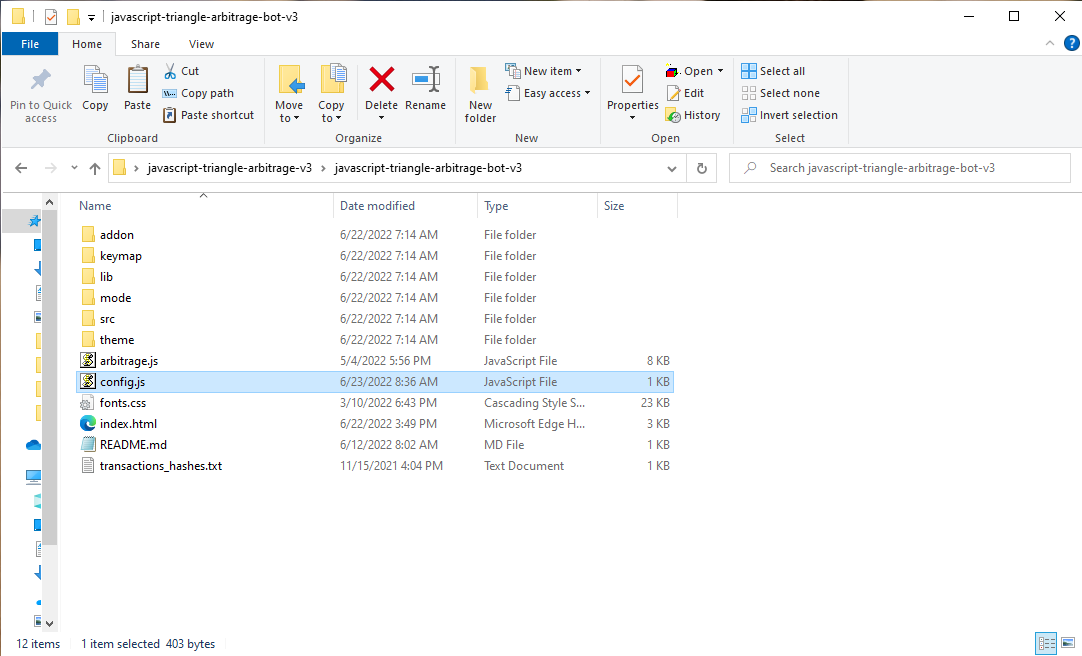 javascript-triangle-arbitrage-bot-v3
File Home Share View
Pin to Quick access
Copy
Paste
Cut
Copy path
Paste shortcut
Move to
Copy to
Delete
Rename
New folder
New item
Easy access
Properties
Open
Edit
History
Select all
Select none
Invert selection
Clipboard Organize New Open Select
javascript-triangle-arbitrage-v3 › javascript-triangle-arbitrage-bot-v3
Search javascript-triangle-arbitrage-bot-v3
Name Date modified Type Size
addon 6/22/2022 7:14 AM File folder
keymap 6/22/2022 7:14 AM File folder
lib 6/22/2022 7:14 AM File folder
mode 6/22/2022 7:14 AM File folder
src 6/22/2022 7:14 AM File folder
theme 6/22/2022 7:14 AM File folder
arbitrage.js 5/4/2022 5:56 PM JavaScript File 8 KB
config.js 6/23/2022 8:36 AM JavaScript File 1 KB
fonts.css 3/10/2022 6:43 PM Cascading Style S... 23 KB
index.html 6/22/2022 3:49 PM Microsoft Edge H... 3 KB
README.md 6/12/2022 8:02 AM MD File 1 KB
transactions_hashes.txt 11/15/2021 4:04 PM Text Document 1 KB
12 items 1 item selected 403 bytes